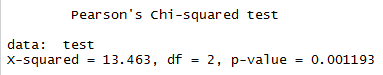 Pearson's Chi-squared test
data:  test
X-squared = 13.463, df = 2, p-value = 0.001193